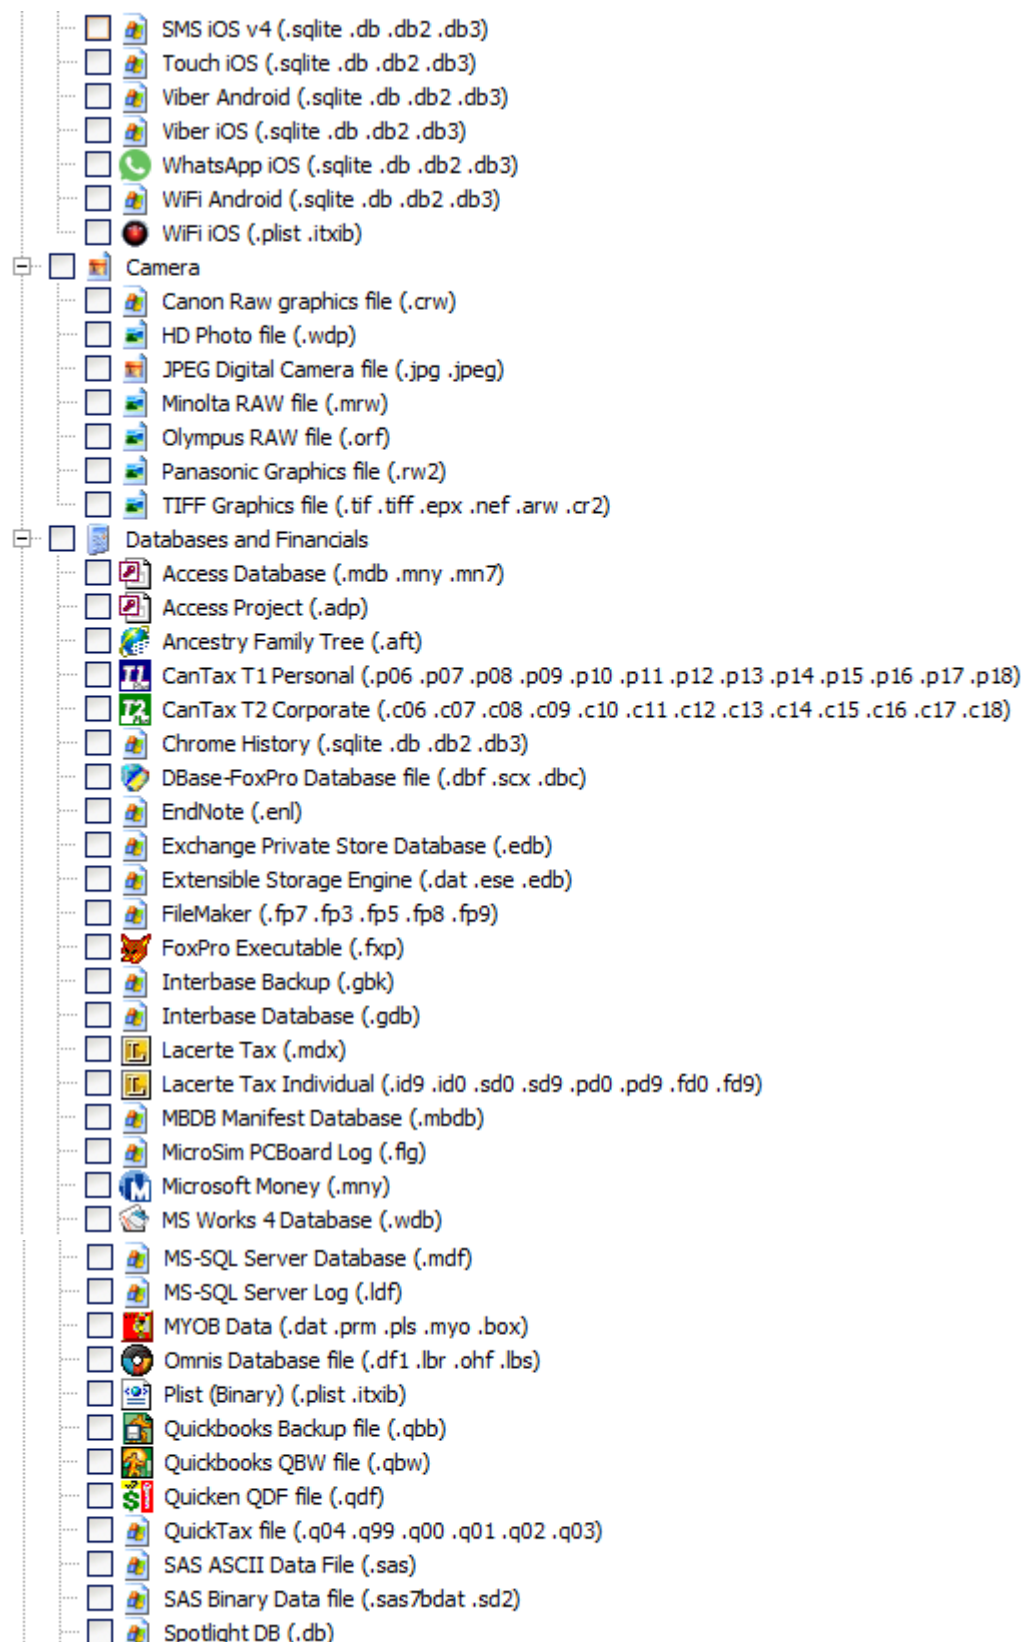 SMS iOS v4 (.sqlite .db .db2 .db3)
Touch iOS (.sqlite .db .db2 .db3)
Viber Android (.sqlite .db .db2 .db3)
Viber iOS (.sqlite .db .db2 .db3)
WhatsApp iOS (.sqlite .db .db2 .db3)
WiFi Android (.sqlite .db .db2 .db3)
WiFi iOS (.plist .itxib)
Camera
Canon Raw graphics file (.crw)
HD Photo file (.wdp)
JPEG Digital Camera file (.jpg .jpeg)
Minolta RAW file (.mrw)
Olympus RAW file (.orf)
Panasonic Graphics file (.rw2)
TIFF Graphics file (.tif .tiff .epx .nef .arw .cr2)
Databases and Financials
Access Database (.mdb .mny .mn7)
Access Project (.adp)
Ancestry Family Tree (.aft)
CanTax T1 Personal (.p06 .p07 .p08 .p09 .p10 .p11 .p12 .p13 .p14 .p15 .p16 .p17 .p18)
CanTax T2 Corporate (.c06 .c07 .c08 .c09 .c10 .c11 .c12 .c13 .c14 .c15 .c16 .c17 .c18)
Chrome History (.sqlite .db .db2 .db3)
DBase-FoxPro Database file (.dbf .scx .dbc)
EndNote (.enl)
Exchange Private Store Database (.edb)
Extensible Storage Engine (.dat .ese .edb)
FileMaker (.fp7 .fp3 .fp5 .fp8 .fp9)
FoxPro Executable (.fxp)
Interbase Backup (.gbk)
Interbase Database (.gdb)
Lacerte Tax (.mdx)
Lacerte Tax Individual (.id9 .id0 .sd0 .sd9 .pd0 .pd9 .fd0 .fd9)
MBDB Manifest Database (.mbdb)
MicroSim PCBoard Log (.flg)
Microsoft Money (.mny)
MS Works 4 Database (.wdb)
MS-SQL Server Database (.mdf)
MS-SQL Server Log (.ldf)
MYOB Data (.dat .prm .pls .myo .box)
Omnis Database file (.df1 .lbr .ohf .lbs)
Plist (Binary) (.plist .itxib)
Quickbooks Backup file (.qbb)
Quickbooks QBW file (.qbw)
Quicken QDF file (.qdf)
QuickTax file (.q04 .q99 .q00 .q01 .q02 .q03)
SAS ASCII Data File (.sas)
SAS Binary Data file (.sas7bdat .sd2)
Spotlight DB (.db)